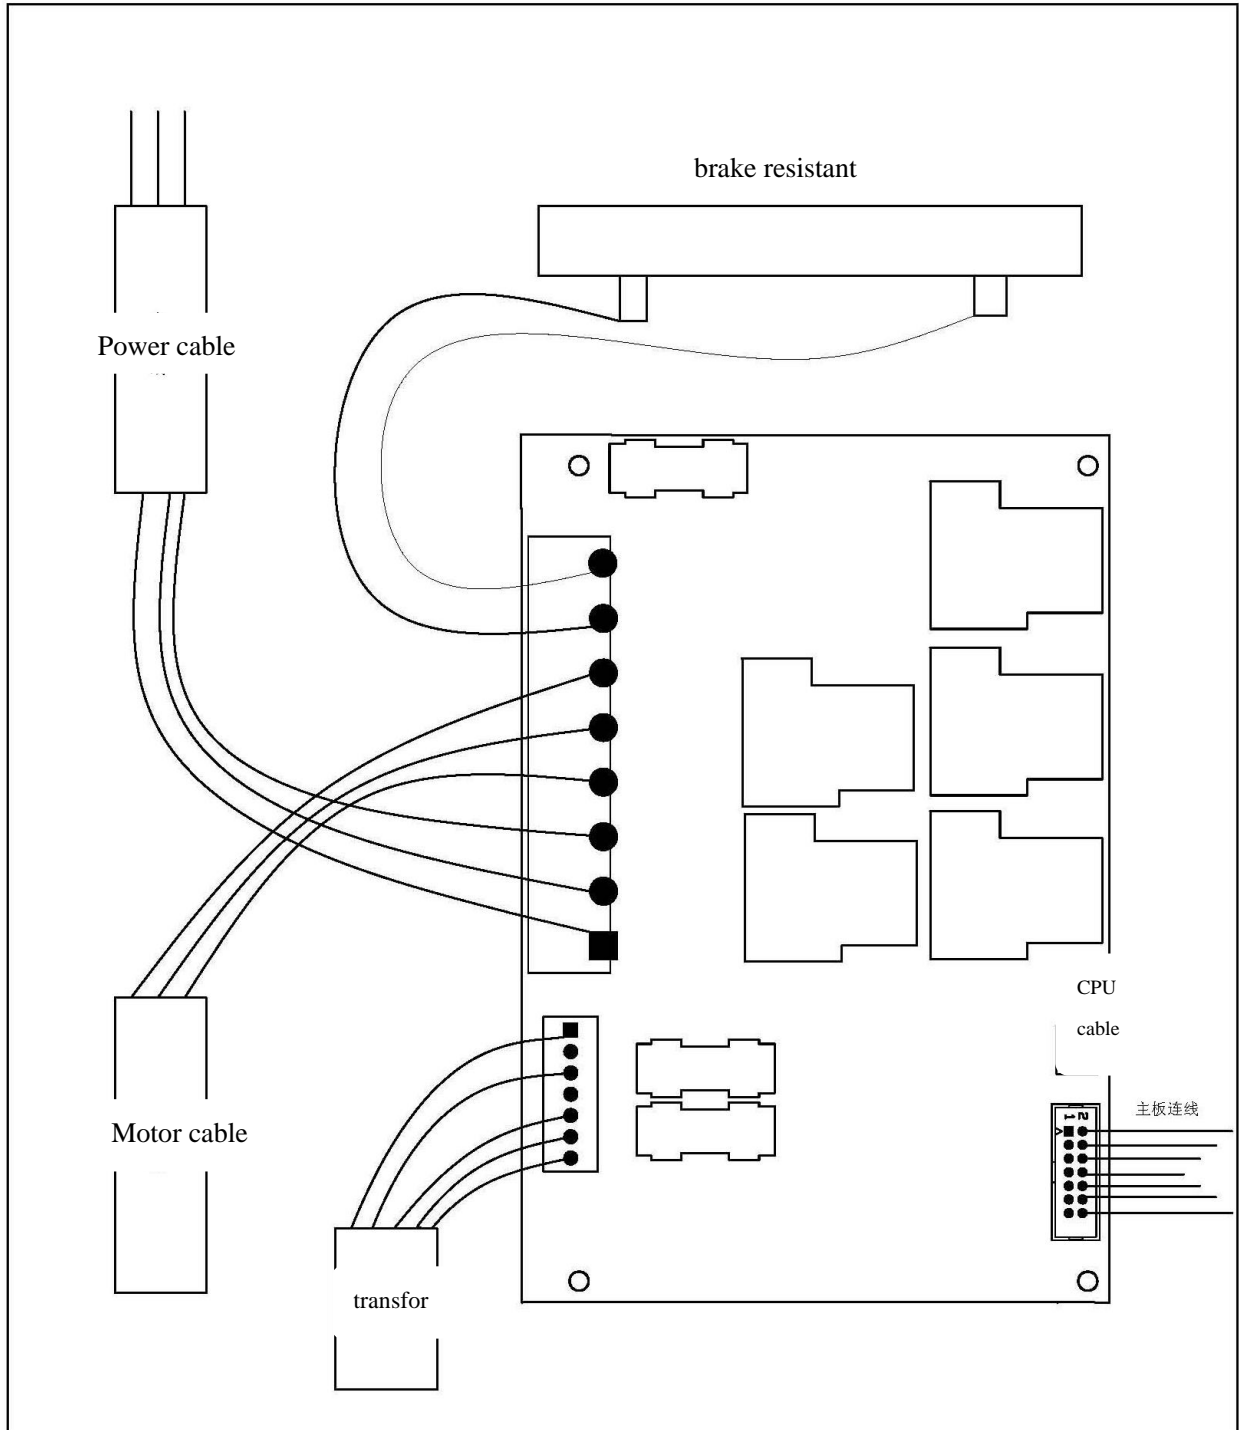 brake resistant
Power cable
CPU
cable
主板连线
1 2
Motor cable
transfor